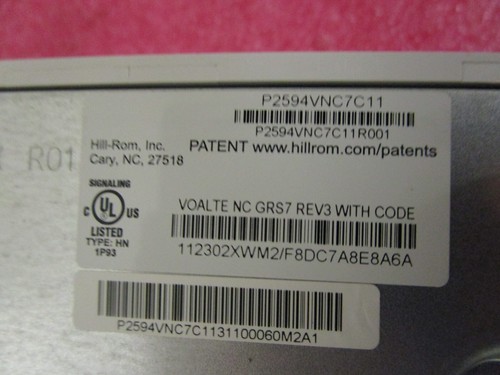 P2594VNC7C11
P2594VNC7C11R001
Hill-Rom, Inc.
Cary, NC, 27518
PATENT www.hillrom.com/patents
R01
SIGNALING
C UL US
LISTED
TYPE: HN
1P93
VOALTE NC GRS7 REV3 WITH CODE
112302XWM2/F8DC7A8E8A6A
P2594VNC7C1131100060M2A1